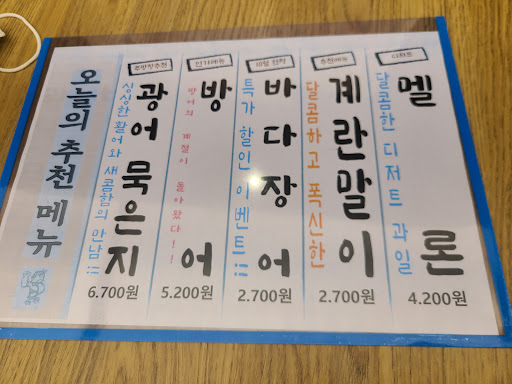 오늘의 추천 메뉴
주방장추천
광어 묵은지
싱싱한 활어와 새콤함의 만남!!
6.700원
인기메뉴
방어
방어의 계절이 돌아왔다!!
5.200원
바다장어
특가 할인 이벤트!!!
2.700원
추천메뉴
계란말이
달콤하고 폭신한
2.700원
디저트
멜론
달콤한 디저트 과일
4.200원